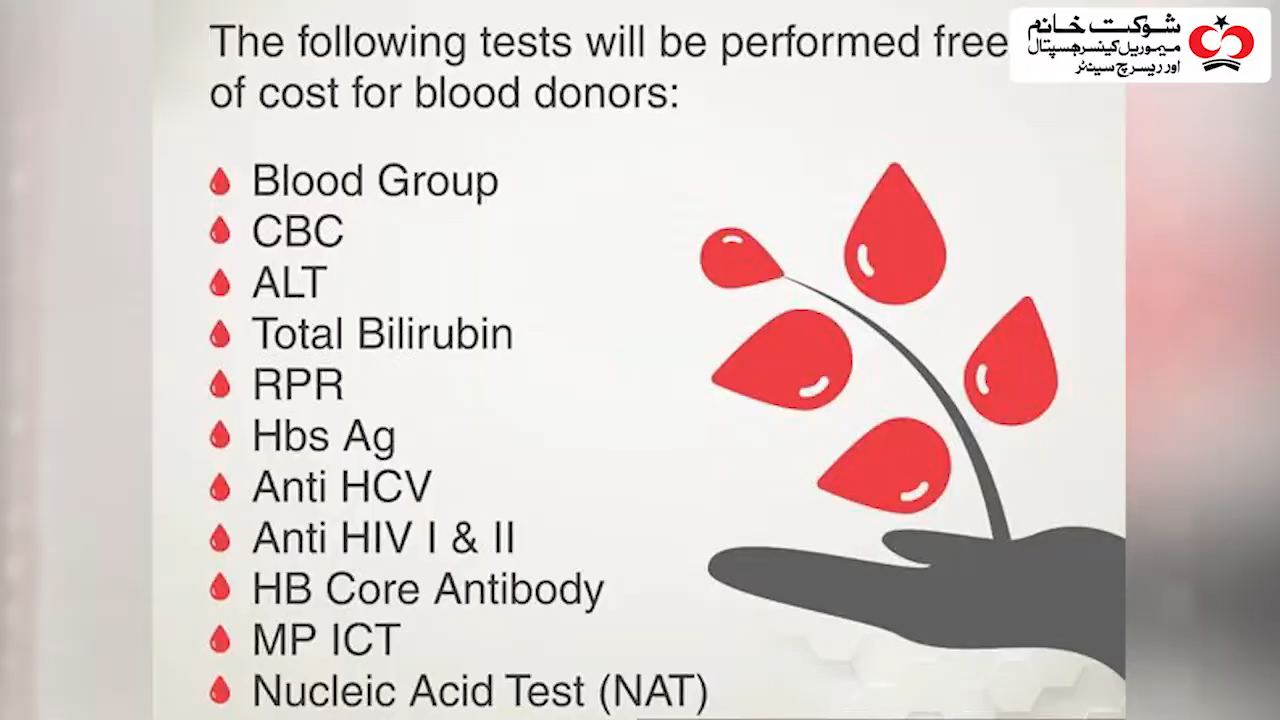 The following tests will be performed free
of cost for blood donors:
شوکت خانم
میموریل کینسر ہسپتال
اور ریسرچ سینٹر
Blood Group
CBC
ALT
Total Bilirubin
RPR
Hbs Ag
Anti HCV
Anti HIV I & II
HB Core Antibody
MP ICT
Nucleic Acid Test (NAT)